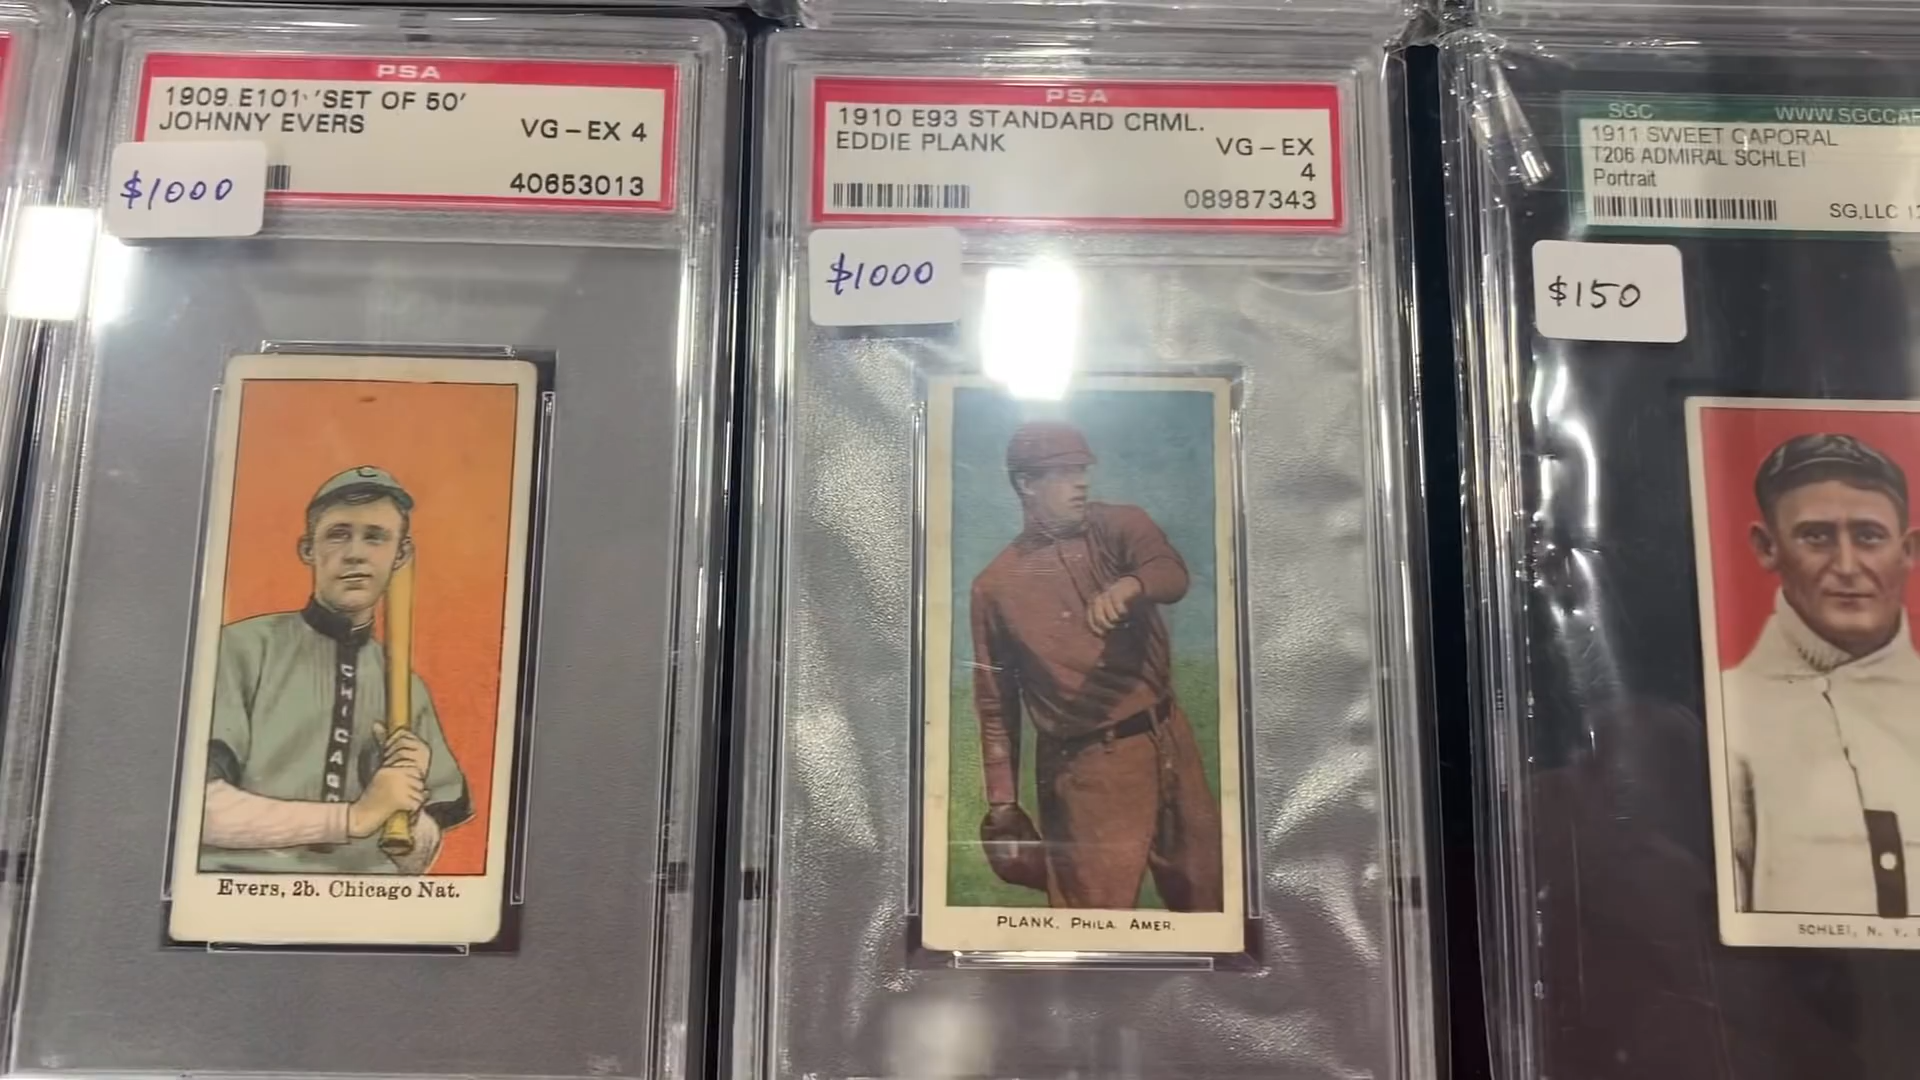 PSA
1909 E101 'SET OF 50'
JOHNNY EVERS
VG-EX 4
40653013
$1000
CHICAGO
C
Evers, 2b. Chicago Nat.
PSA
1910 E93 STANDARD CRML.
EDDIE PLANK
VG-EX
4
08987343
$1000
PLANK, PHILA. AMER.
SGC
1911 SWEET CAPORAL
T206 ADMIRAL SCHLEI
Portrait
SG,LLC
$150
SCHLEI, N. Y.